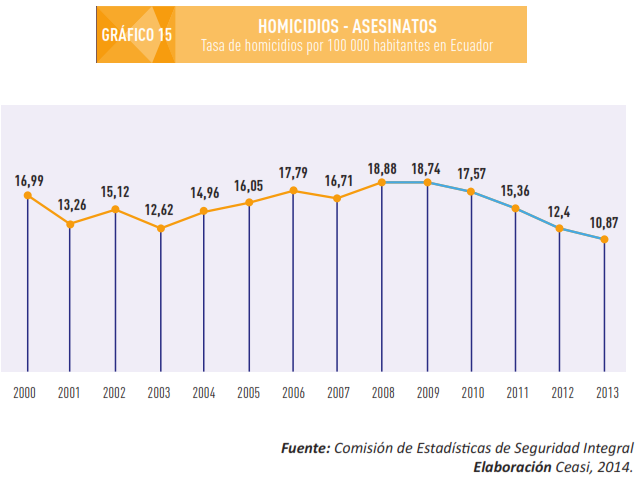 GRÁFICO 15
HOMICIDIOS - ASESINATOS
Tasa de homicidios por 100 000 habitantes en Ecuador
16,99
13,26
15,12
12,62
14,96
16,05
17,79
16,71
18,88
18,74
17,57
15,36
12,4
10,87
2000 2001 2002 2003 2004 2005 2006 2007 2008 2009 2010 2011 2012 2013
Fuente: Comisión de Estadísticas de Seguridad Integral
Elaboración Ceasi, 2014.